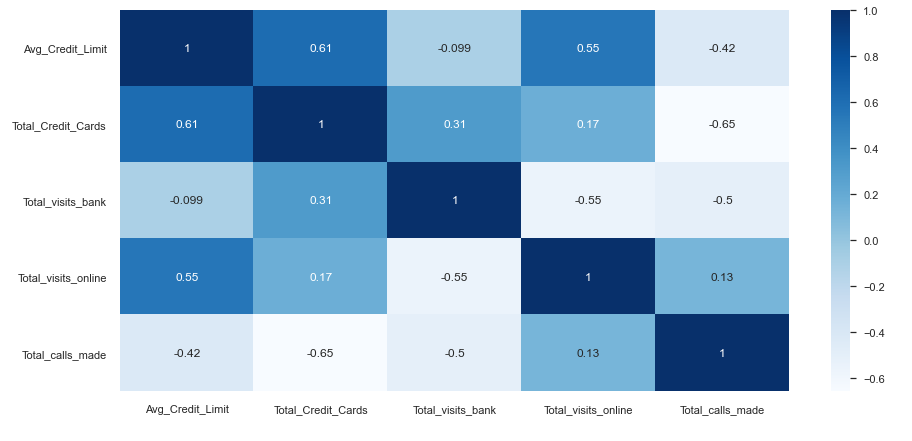 Avg_Credit_Limit 1 0.61 -0.099 0.55 -0.42
Total_Credit_Cards 0.61 1 0.31 0.17 -0.65
Total_visits_bank -0.099 0.31 1 -0.55 -0.5
Total_visits_online 0.55 0.17 -0.55 1 0.13
Total_calls_made -0.42 -0.65 -0.5 0.13 1
Avg_Credit_Limit Total_Credit_Cards Total_visits_bank Total_visits_online Total_calls_made
1.0
0.8
0.6
0.4
0.2
0.0
−0.2
−0.4
−0.6